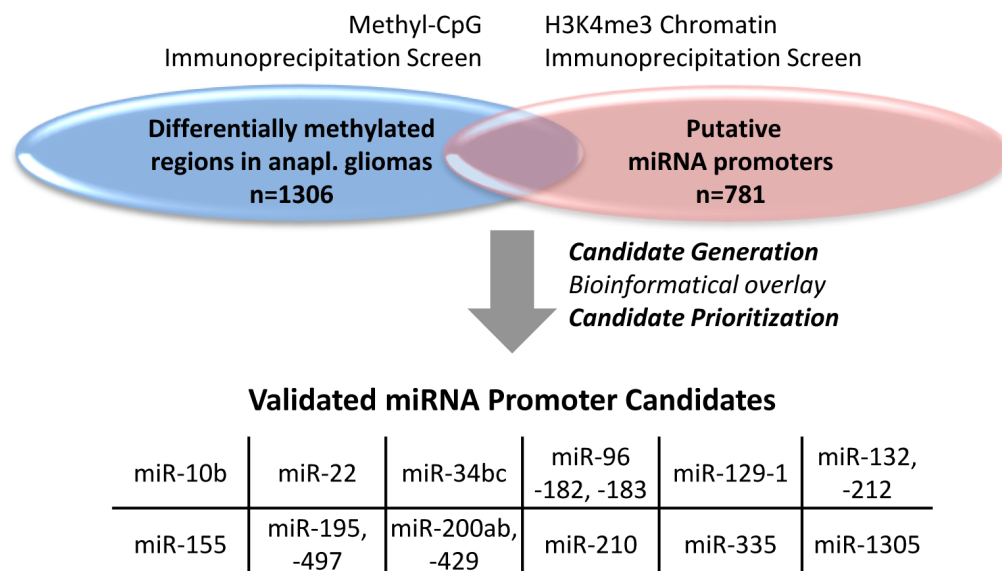 Methyl-CpG
Immunoprecipitation Screen
H3K4me3 Chromatin
Immunoprecipitation Screen
Differentially methylated
regions in anapl. gliomas
n=1306
Putative
miRNA promoters
n=781
Candidate Generation
Bioinformatical overlay
Candidate Prioritization
Validated miRNA Promoter Candidates
miR-10b
miR-22
miR-34bc
miR-96
-182, -183
miR-129-1
miR-132,
-212
miR-155
miR-195,
-497
miR-200ab,
-429
miR-210
miR-335
miR-1305